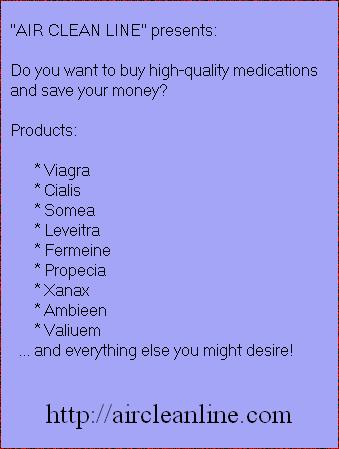 "AIR CLEAN LINE" presents:
Do you want to buy high-quality medications
and save your money?
Products:
* Viagra
* Cialis
* Somea
* Leveitra
* Fermeine
* Propecia
* Xanax
* Ambieen
* Valiuem
... and everything else you might desire!
http://aircleanline.com